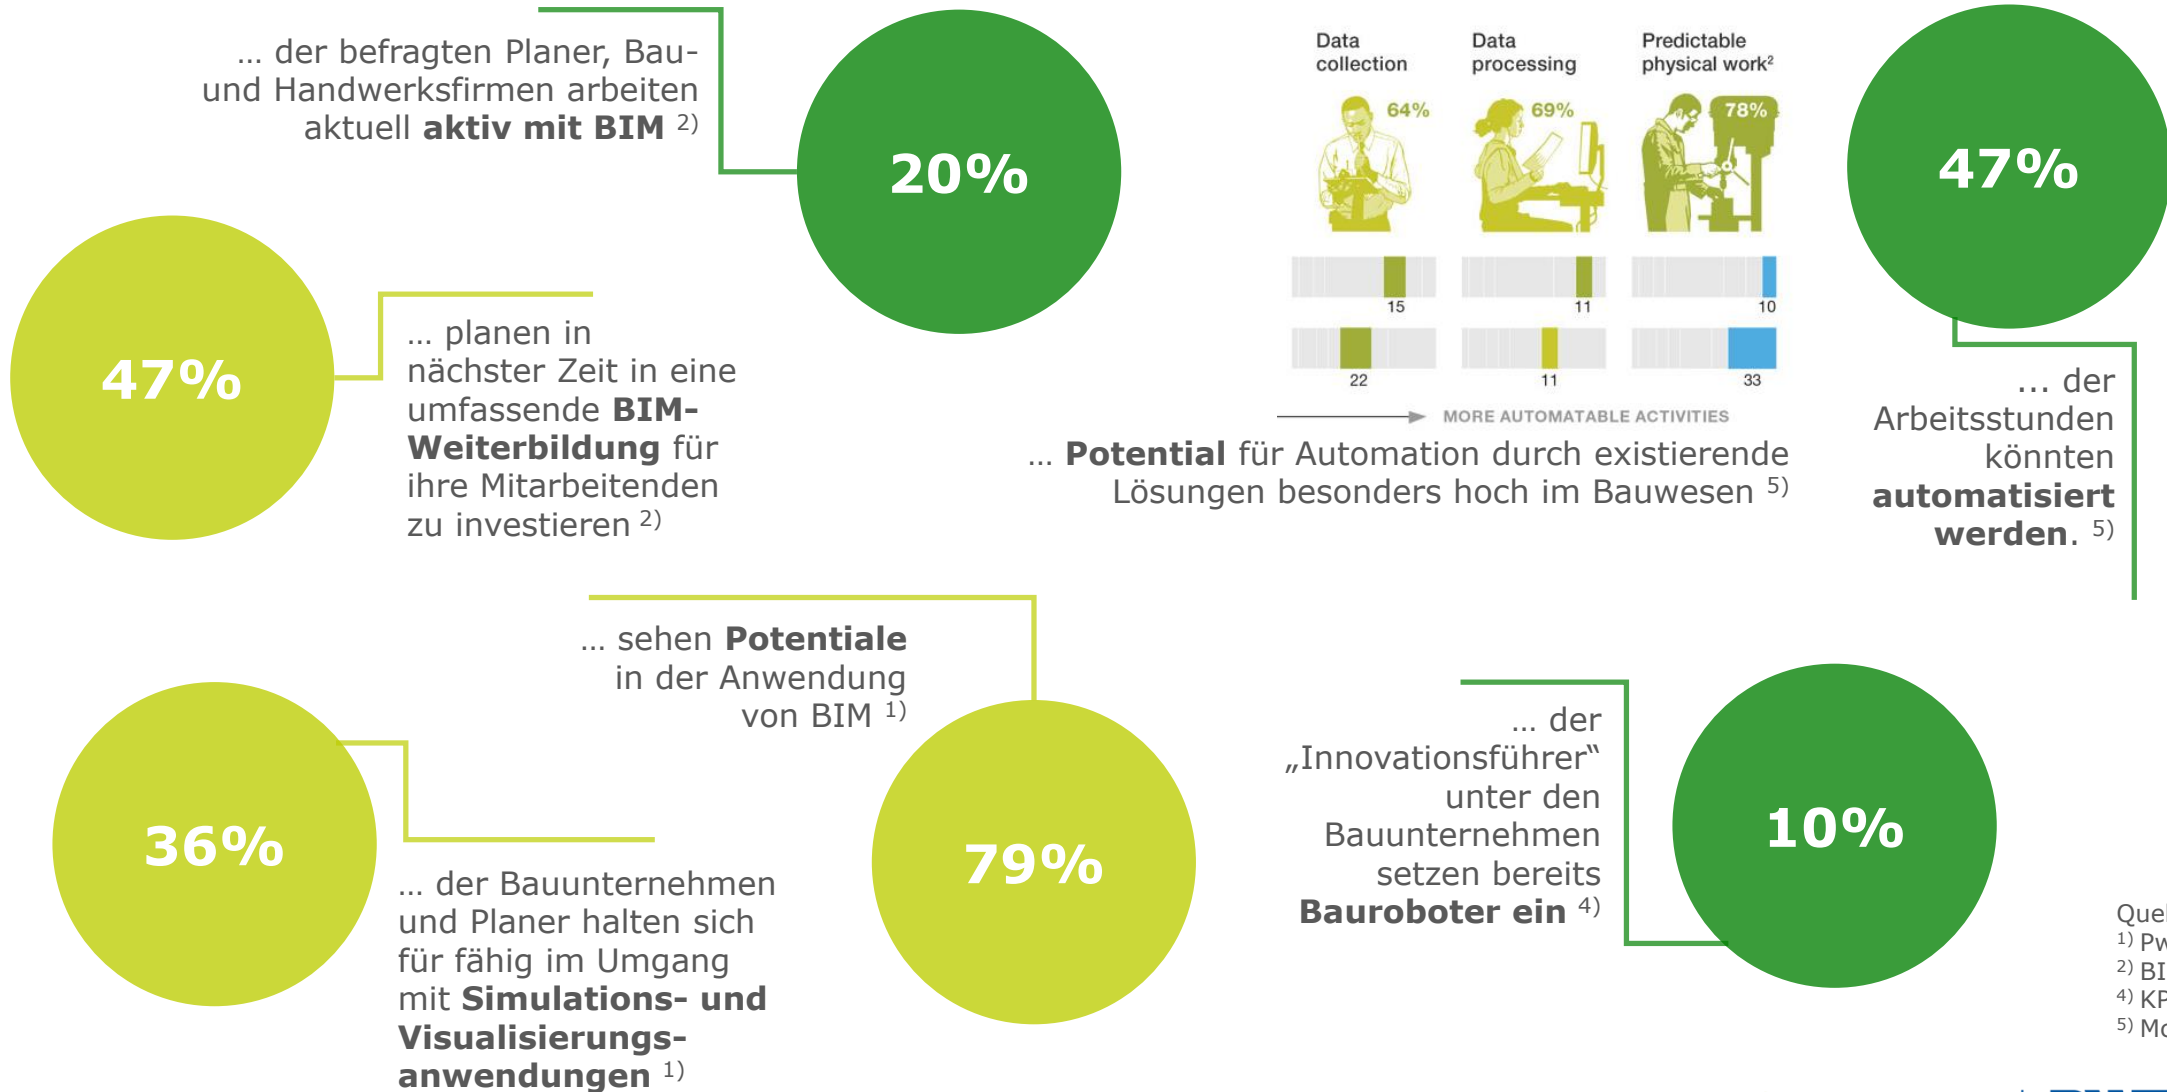 … der befragten Planer, Bau-
und Handwerksfirmen arbeiten
aktuell aktiv mit BIM ²⁾
20%
47%
… planen in
nächster Zeit in eine
umfassende BIM-
Weiterbildung für
ihre Mitarbeitenden
zu investieren ²⁾
Data
collection
64%
Data
processing
69%
Predictable
physical work²
78%
15
11
10
22
11
33
MORE AUTOMATABLE ACTIVITIES
… Potential für Automation durch existierende
Lösungen besonders hoch im Bauwesen ⁵⁾
47%
... der
Arbeitsstunden
könnten
automatisiert
werden. ⁵⁾
… sehen Potentiale
in der Anwendung
von BIM ¹⁾
79%
36%
… der Bauunternehmen
und Planer halten sich
für fähig im Umgang
mit Simulations- und
Visualisierungs-
anwendungen ¹⁾
… der
„Innovationsführer“
unter den
Bauunternehmen
setzen bereits
Bauroboter ein ⁴⁾
10%
¹⁾
²⁾
⁴⁾
⁵⁾